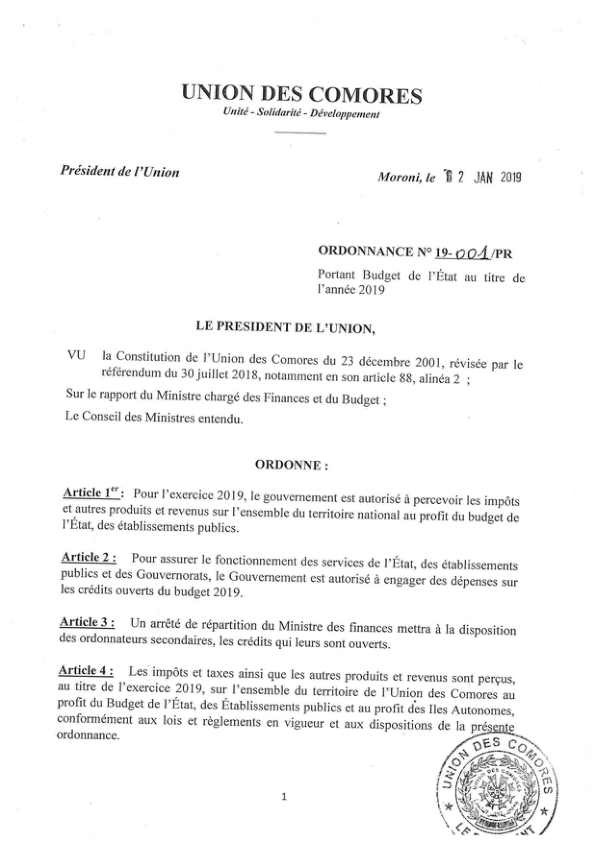 UNION DES COMORES
Unité - Solidarité - Développement
Président de l'Union
Moroni, le 02 JAN 2019
ORDONNANCE N° 19-001/PR
Portant Budget de l'État au titre de
l'année 2019
LE PRESIDENT DE L'UNION,
VU la Constitution de l'Union des Comores du 23 décembre 2001, révisée par le
référendum du 30 juillet 2018, notamment en son article 88, alinéa 2 ;
Sur le rapport du Ministre chargé des Finances et du Budget ;
Le Conseil des Ministres entendu.
ORDONNE :
Article 1er : Pour l'exercice 2019, le gouvernement est autorisé à percevoir les impôts
et autres produits et revenus sur l'ensemble du territoire national au profit du budget de
l'État, des établissements publics.
Article 2 : Pour assurer le fonctionnement des services de l'État, des établissements
publics et des Gouvernorats, le Gouvernement est autorisé à engager des dépenses sur
les crédits ouverts du budget 2019.
Article 3 : Un arrêté de répartition du Ministre des finances mettra à la disposition
des ordonnateurs secondaires, les crédits qui leurs sont ouverts.
Article 4 : Les impôts et taxes ainsi que les autres produits et revenus sont perçus,
au titre de l'exercice 2019, sur l'ensemble du territoire de l'Union des Comores au
profit du Budget de l'État, des Établissements publics et au profit des Iles Autonomes,
conformément aux lois et règlements en vigueur et aux dispositions de la présente
ordonnance.
UNION DES COMORES
1